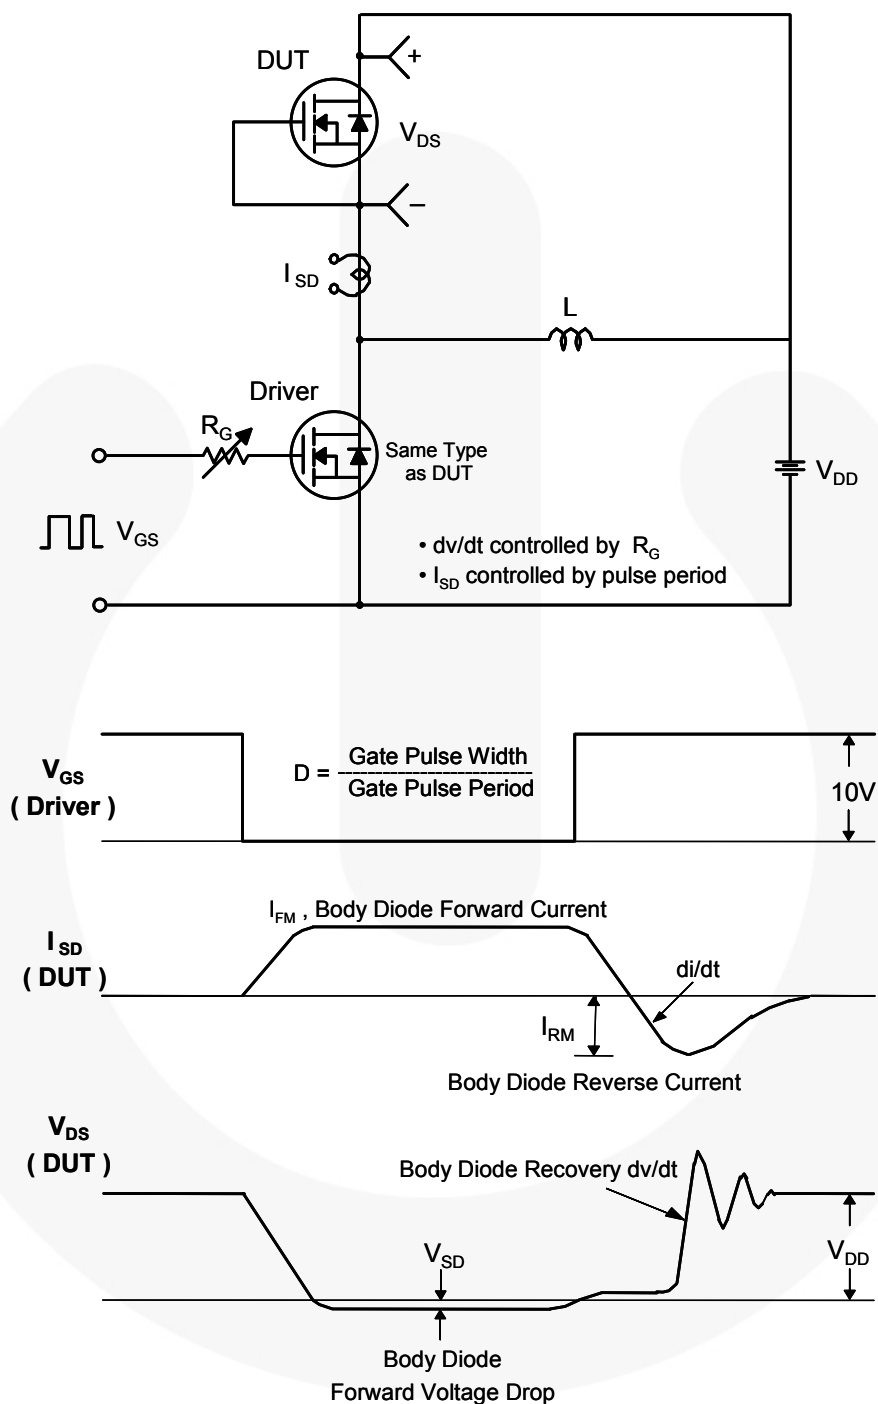 DUT
+
V_DS
−
I_SD
L
Driver
R_G
Same Type
as DUT
V_DD
V_GS
• dv/dt controlled by R_G
• I_SD controlled by pulse period
V_GS
( Driver )
D = Gate Pulse Width
Gate Pulse Period
10V
I_FM , Body Diode Forward Current
I_SD
( DUT )
di/dt
I_RM
Body Diode Reverse Current
V_DS
( DUT )
Body Diode Recovery dv/dt
V_SD
V_DD
Body Diode
Forward Voltage Drop